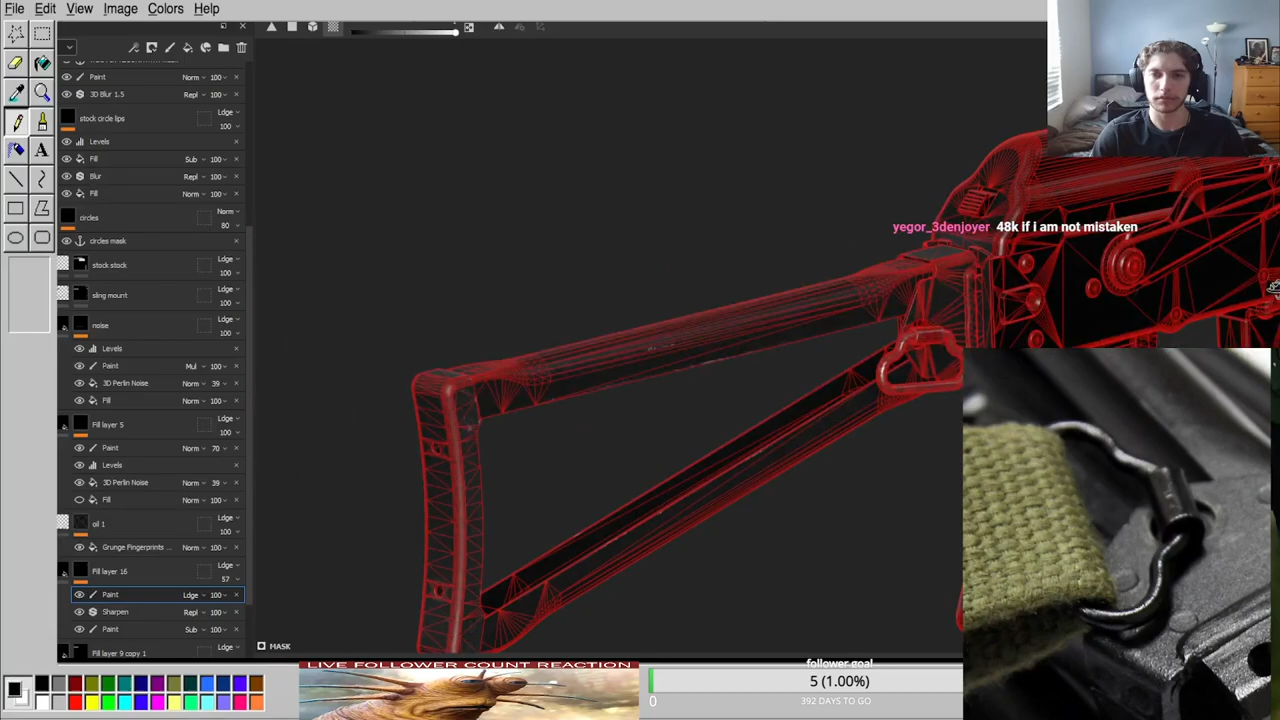 File Edit View Image Colors Help
Paint Norm 100
3D Blur 1.5 Repl 100
stock circle lips Ldge 100
Levels
Fill Sub 100
Blur Repl 100
Fill Norm 100
circles Norm 80
circles mask
stock stock Ldge 100
sling mount Ldge 100
noise Ldge 100
Levels
Paint Mul 100
3D Perlin Noise Norm 39
Fill Norm 100
Fill layer 5 Ldge 100
Paint Norm 70
Levels
3D Perlin Noise Norm 39
Fill Norm 100
oil 1 Ldge 100
Grunge Fingerprints ... Norm 100
Fill layer 16 Ldge 57
Paint Ldge 100
Sharpen Repl 100
Paint Sub 100
Fill layer 9 copy 1 Ldge
MASK
yegor_3denjoyer 48k if i am not mistaken
LIVE FOLLOWER COUNT REACTION
follower goal
5 (1.00%)
0
392 DAYS TO GO